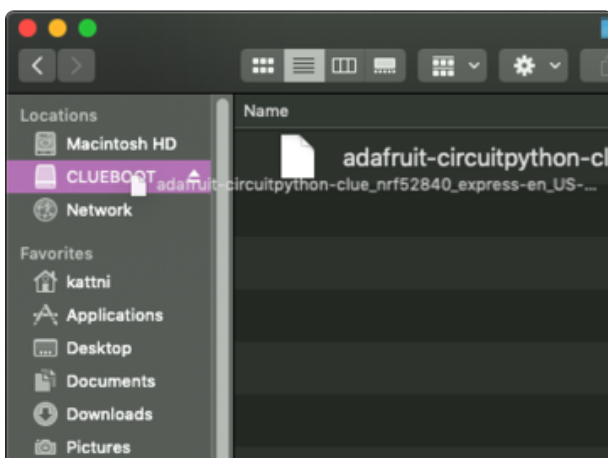 Locations
Macintosh HD
CLUEBOOT
Network
Favorites
kattni
Applications
Desktop
Documents
Downloads
Pictures
Name
adafruit-circuitpython-cl
adafruit-circuitpython-clue_nrf52840_express-en_US-...